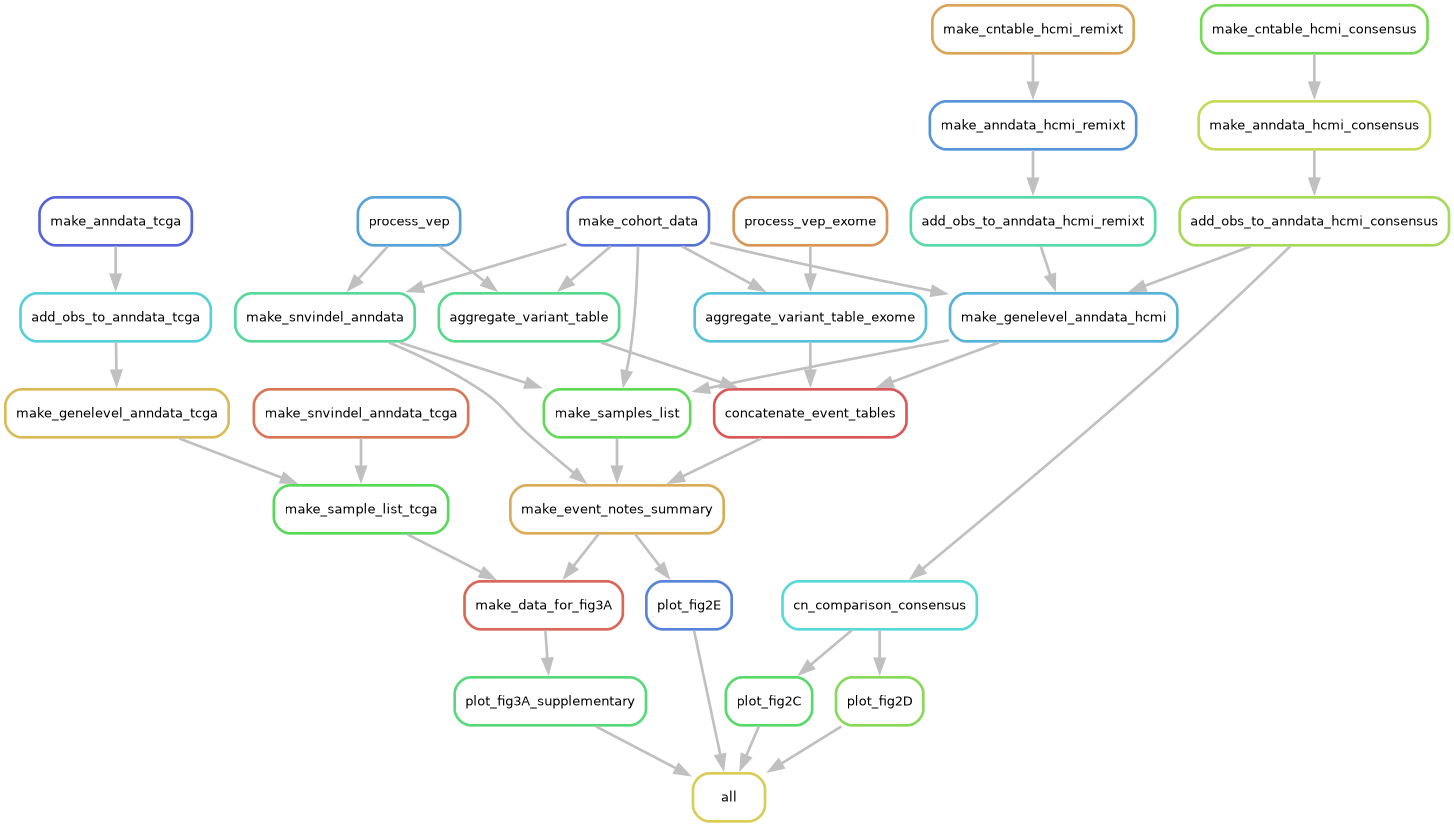 make_cntable_hcmi_remixt
make_cntable_hcmi_consensus
make_anndata_hcmi_remixt
make_anndata_hcmi_consensus
make_anndata_tcga
process_vep
make_cohort_data
process_vep_exome
add_obs_to_anndata_hcmi_remixt
add_obs_to_anndata_hcmi_consensus
add_obs_to_anndata_tcga
make_snvindel_anndata
aggregate_variant_table
aggregate_variant_table_exome
make_genelevel_anndata_hcmi
make_genelevel_anndata_tcga
make_snvindel_anndata_tcga
make_samples_list
concatenate_event_tables
make_sample_list_tcga
make_event_notes_summary
make_data_for_fig3A
plot_fig2E
cn_comparison_consensus
plot_fig3A_supplementary
plot_fig2C
plot_fig2D
all